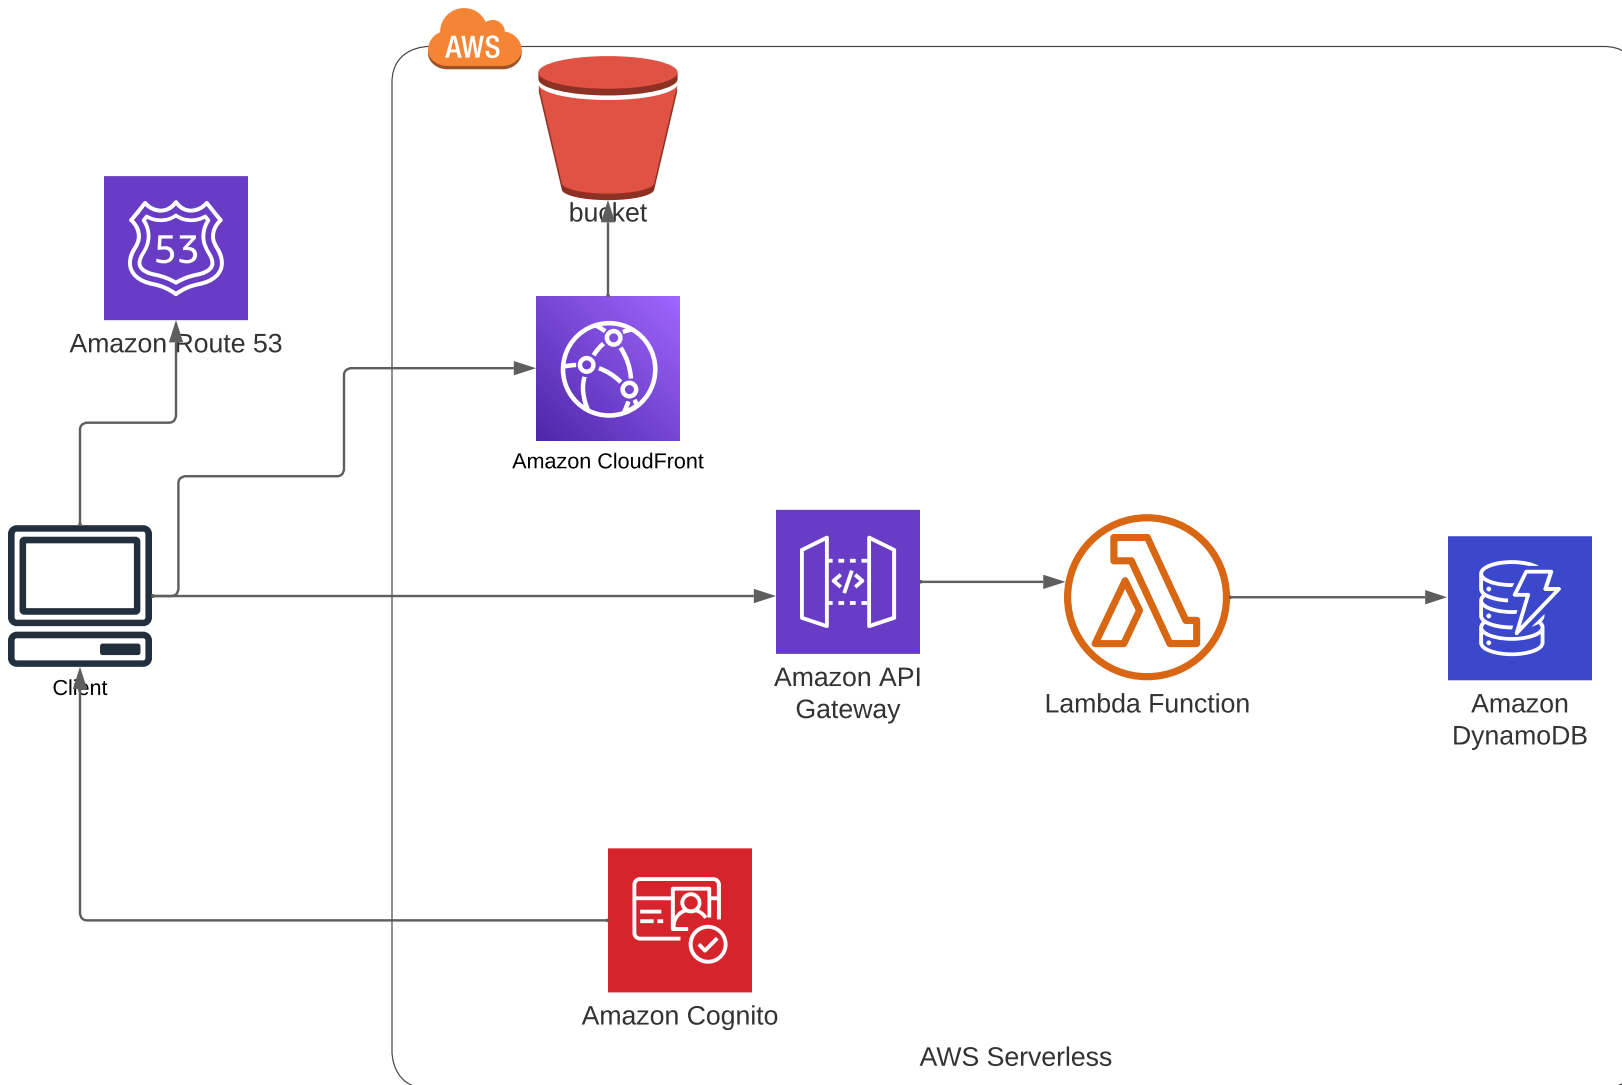 AWS
bucket
53
Amazon Route 53
Amazon CloudFront
Client
Amazon API
Gateway
Lambda Function
Amazon
DynamoDB
Amazon Cognito
AWS Serverless